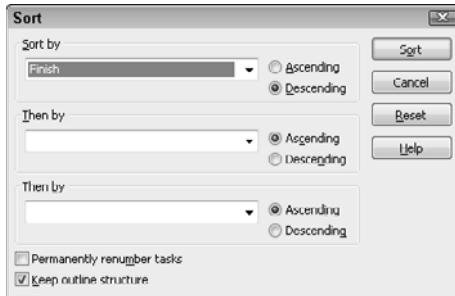 Sort
Sort by
Finish
Ascending
Descending
Sort
Cancel
Reset
Help
Then by
Ascending
Descending
Then by
Ascending
Descending
Permanently renumber tasks
Keep outline structure